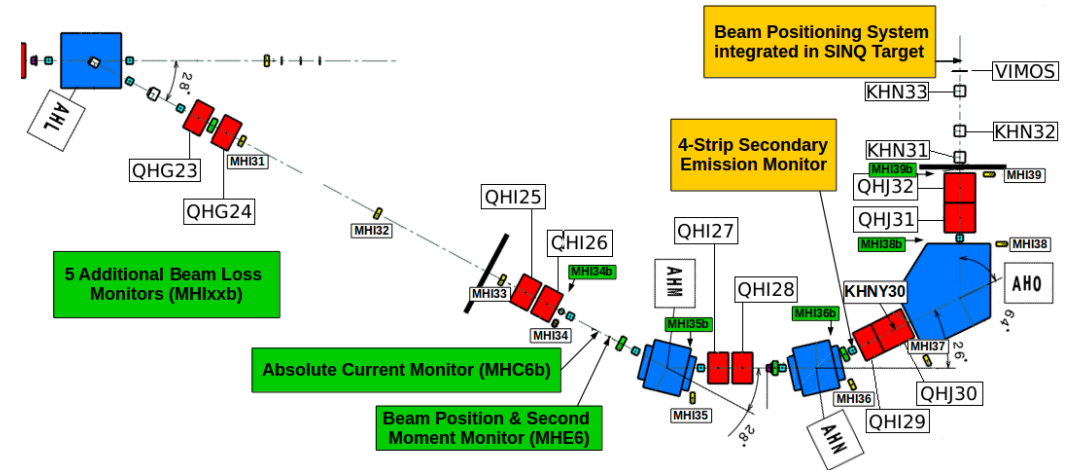 Beam Positioning System
integrated in SINQ Target
VIMOS
KHN33
KHN32
4-Strip Secondary
Emission Monitor
KHN31
MHI39b
MHI39
QHJ32
QHJ31
MHI38b
MHI38
AHO
64°
26°
28°
AHL
QHG23
MHI31
QHG24
MHI32
QHI25
QHI26
MHI34b
MHI33
MHI34
QHI27
AHM
QHI28
KHNY30
MHI35b
MHI36b
MHI37
MHI35
MHI36
28°
QHJ30
QHI29
AHN
5 Additional Beam Loss
Monitors (MHIxxb)
Absolute Current Monitor (MHC6b)
Beam Position & Second
Moment Monitor (MHE6)